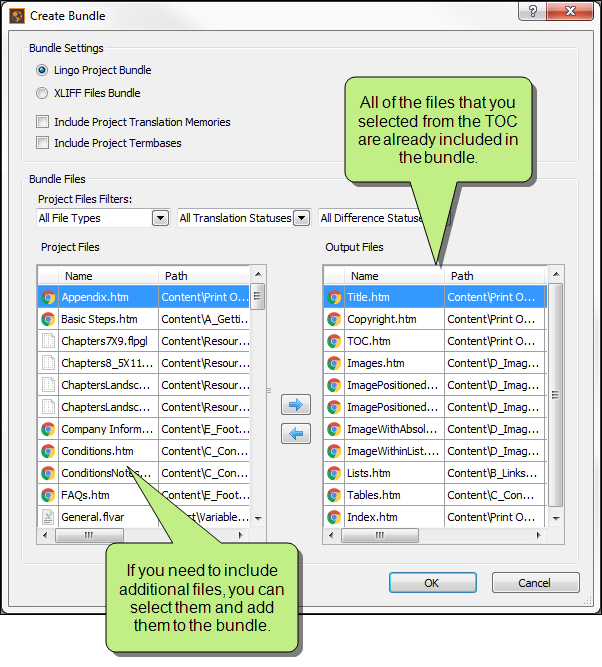 Create Bundle
?
Bundle Settings
Lingo Project Bundle
XLIFF Files Bundle
Include Project Translation Memories
Include Project Termbases
All of the files that you
selected from the TOC
are already included in
the bundle.
Bundle Files
Project Files Filters:
All File Types
All Translation Statuses
All Difference Statuse
Project Files
Name Path
Appendix.htm Content\Print O...
Basic Steps.htm Content\A_Getti...
Chapters7X9.flpgl Content\Resour...
Chapters8_5X11... Content\Resour...
ChaptersLandsc... Content\Resour...
ChaptersLandsc... Content\Resour...
Company Inform... Content\E_Foot...
Conditions.htm Content\C_Con...
ConditionsNotes... Content\C_Con...
FAQs.htm Content\E_Foot...
General.flvar \Variable...
Output Files
Name Path
Title.htm Content\Print O...
Copyright.htm Content\Print O...
TOC.htm Content\Print O...
Images.htm Content\D_Imag...
ImagePositioned... Content\D_Imag...
ImagePositioned... Content\D_Imag...
ImageWithAbsol... Content\D_Imag...
ImageWithinList.... Content\D_Imag...
Lists.htm Content\B_Links...
Tables.htm Content\C_Con...
Index.htm Content\Print O...
If you need to include
additional files, you can
select them and add
them to the bundle.
OK
Cancel